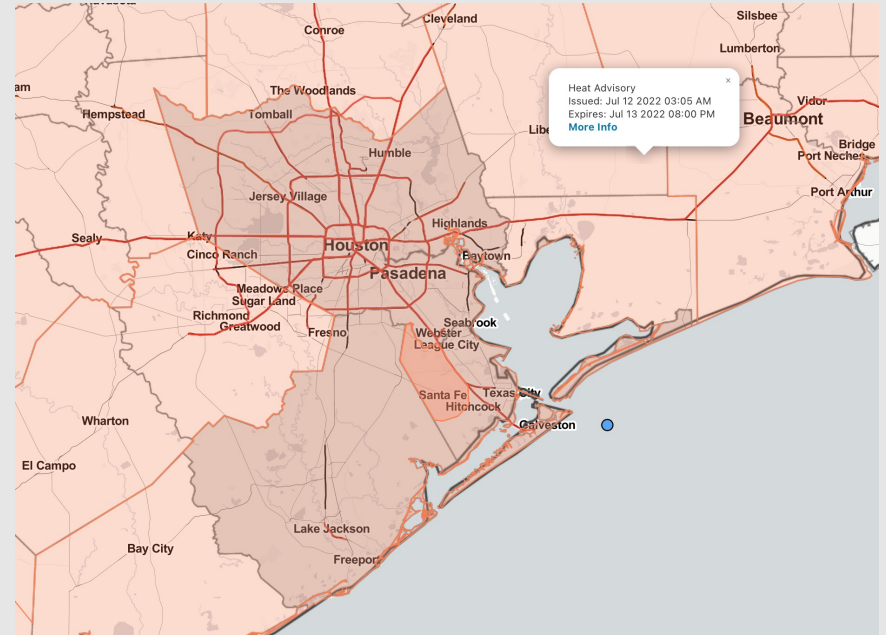 Cleveland
Silsbee
Conroe
Lumberton
am
The Woodlands
Hempstead
Tomball
Heat Advisory
×
Issued: Jul 12 2022 03:05 AM
Expires: Jul 13 2022 08:00 PM
More Info
Vidor
Beaumont
Libe
Bridge
Port Neches
Humble
Port Arthur
Jersey Village
Highlands
Sealy
Katy
Houston
Cinco Ranch
Baytown
Pasadena
Meadows Place
Sugar Land
Richmond
Greatwood
Fresno
Seabrook
Webster
League City
Santa Fe
Texas City
Hitchcock
Wharton
Galveston
El Campo
Lake Jackson
Bay City
Freeport